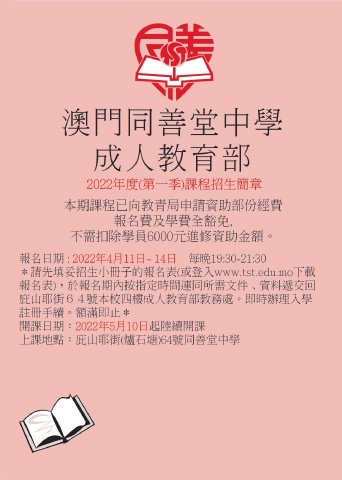 同善
TST
澳門同善堂中學
成人教育部
2022年度(第一季)課程招生簡章
本期課程已向教青局申請資助部份經費
報名費及學費全豁免,
不需扣除學員6000元進修資助金額。
報名日期：2022年4月11日~14日 每晚19:30-21:30
＊請先填妥招生小冊子的報名表(或登入www.tst.edu.mo下載
報名表)，於報名期內按指定時間連同所需文件、資料遞交回
庇山耶街６４號本校四樓成人教育部教務處。即時辦理入學
註冊手續。額滿即止＊
開課日期：2022年5月10日起陸續開課
上課地點：庇山耶街(爐石塘)64號同善堂中學